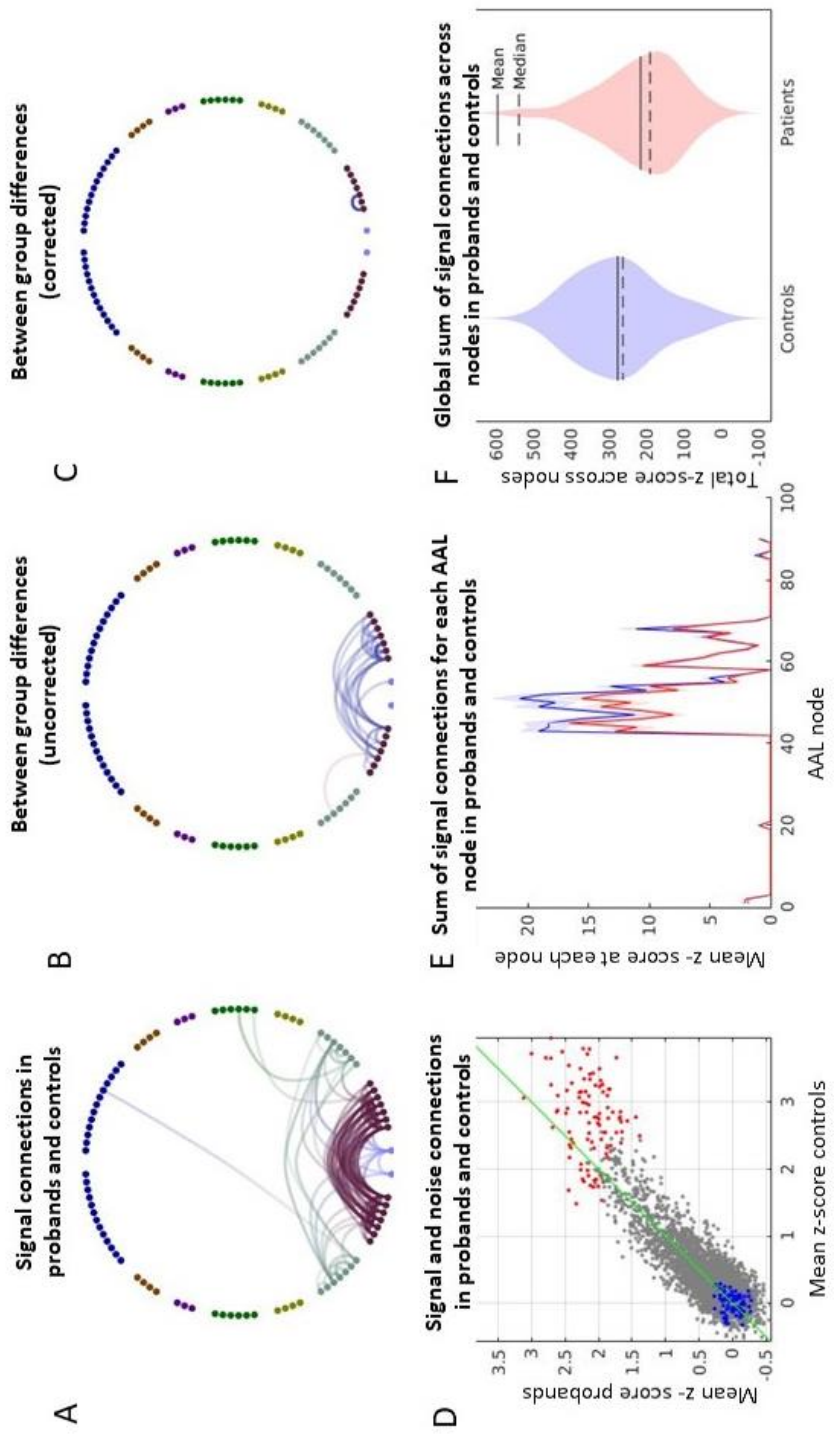 A
Signal connections in
probands and controls
B
Between group differences
(uncorrected)
C
Between group differences
(corrected)
D
Signal and noise connections
in probands and controls
Mean z- score probands
3.5
3
2.5
2
1.5
1
0.5
0
-0.5
0
1
2
3
Mean z-score controls
E
Sum of signal connections for each AAL
node in probands and controls
Mean z- score at each node
20
15
10
5
0
0
20
40
60
80
100
AAL node
F
Global sum of signal connections across
nodes in probands and controls
Total z-score across nodes
600
500
400
300
200
100
0
-100
Mean
Median
Controls
Patients